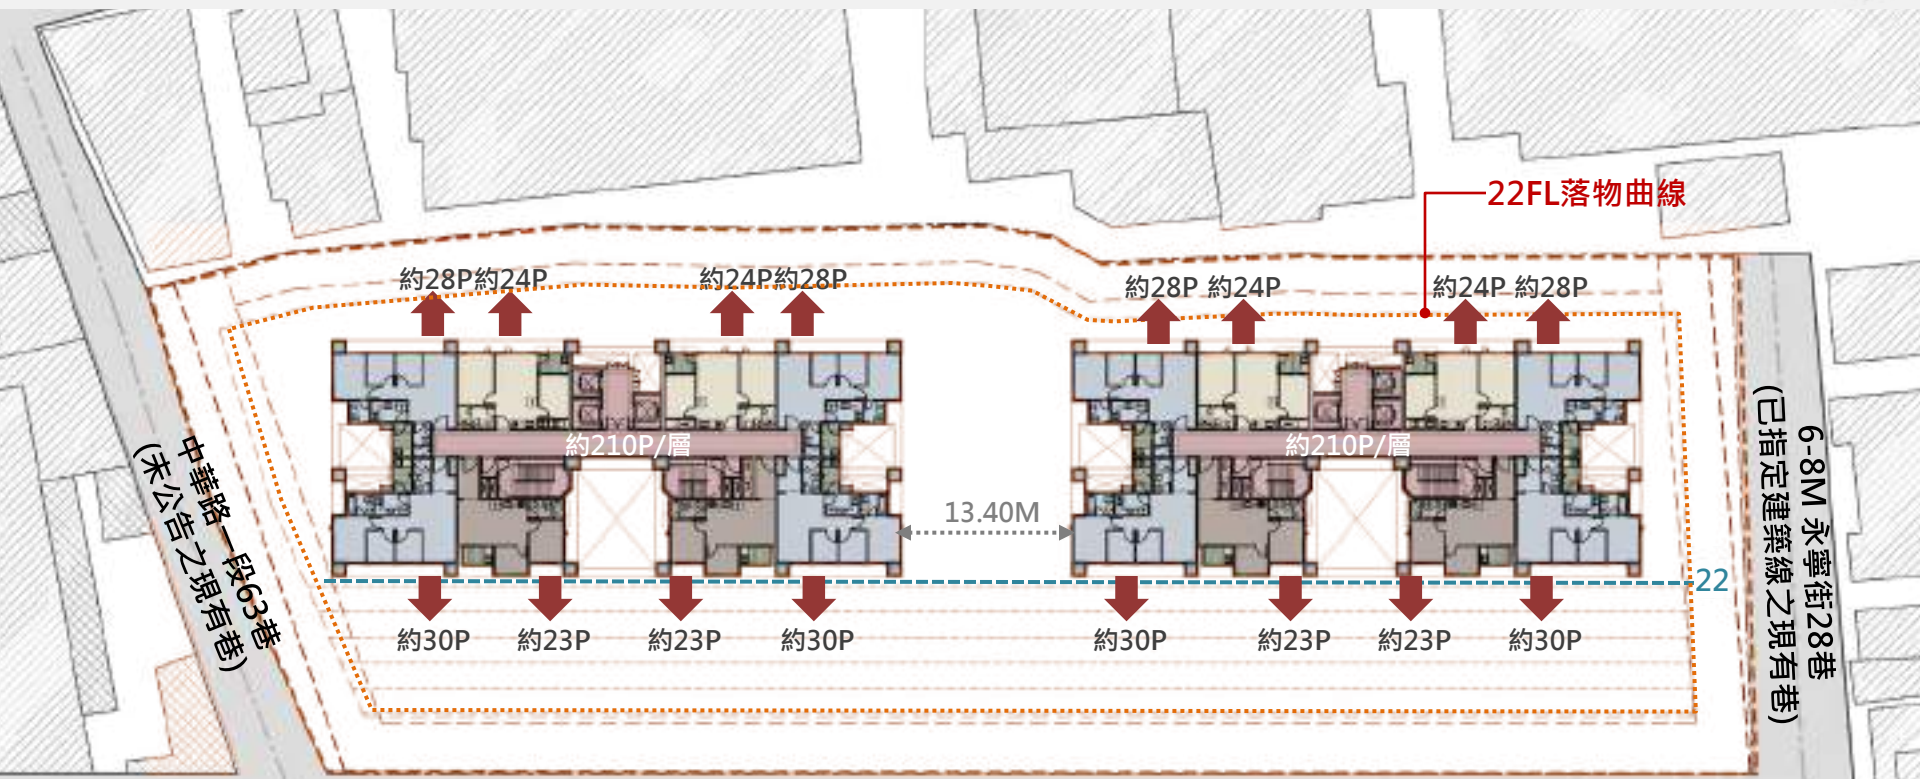 22FL落物曲線
約28P約24P
約24P約28P
約28P 約24P
約24P 約28P
約210P/層
約210P/層
13.40M
22
約30P
約23P
約23P
約30P
約30P
約23P
約23P
約30P
中華路一段63巷
(未公告之現有巷)
6-8M 永寧街28巷
(已指定建築線之現有巷)